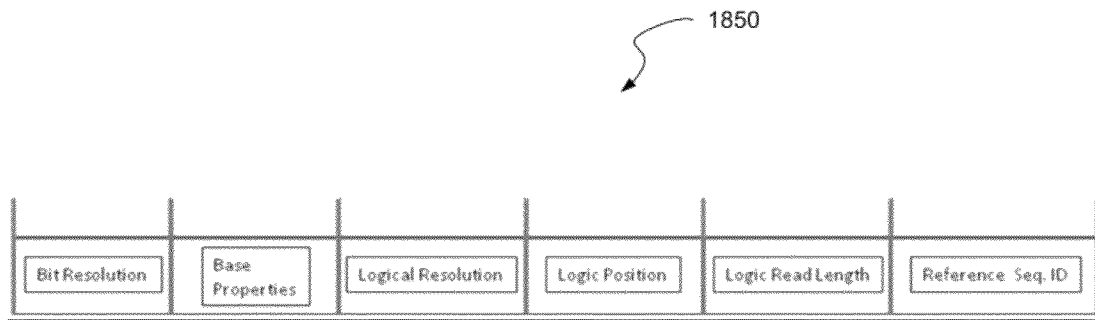 1850
Bit Resolution
Base
Properties
Logical Resolution
Logic Position
Logic Read Length
Reference Seq. ID